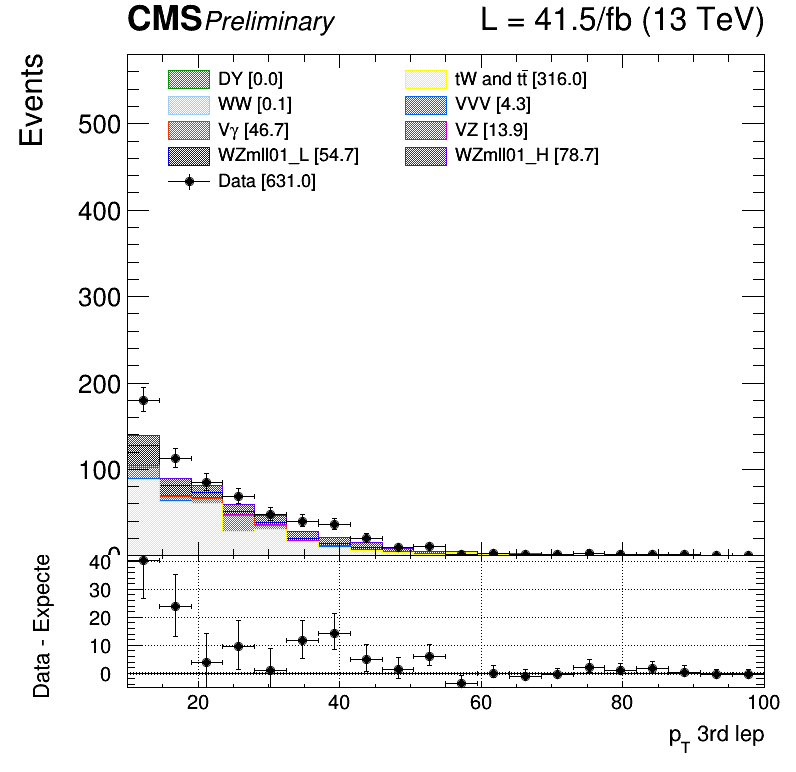 CMS Preliminary L = 41.5/fb (13 TeV)
Events
DY [0.0] tW and tt̄ [316.0]
WW [0.1] VVV [4.3]
Vγ [46.7] VZ [13.9]
WZmll01_L [54.7] WZmll01_H [78.7]
Data [631.0]
500
400
300
200
100
0
Data - Expecte
40
30
20
10
0
20 40 60 80 100
p_T 3rd lep